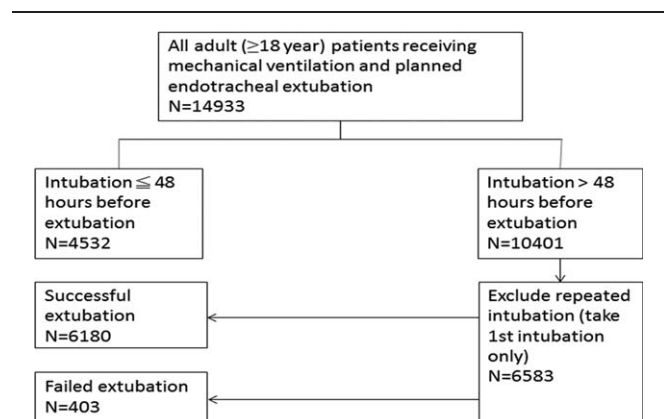 All adult (≥18 year) patients receiving
mechanical ventilation and planned
endotracheal extubation
N=14933
Intubation ≦ 48
hours before
extubation
N=4532
Intubation > 48
hours before
extubation
N=10401
Successful
extubation
N=6180
Exclude repeated
intubation (take
1st intubation
only)
N=6583
Failed extubation
N=403